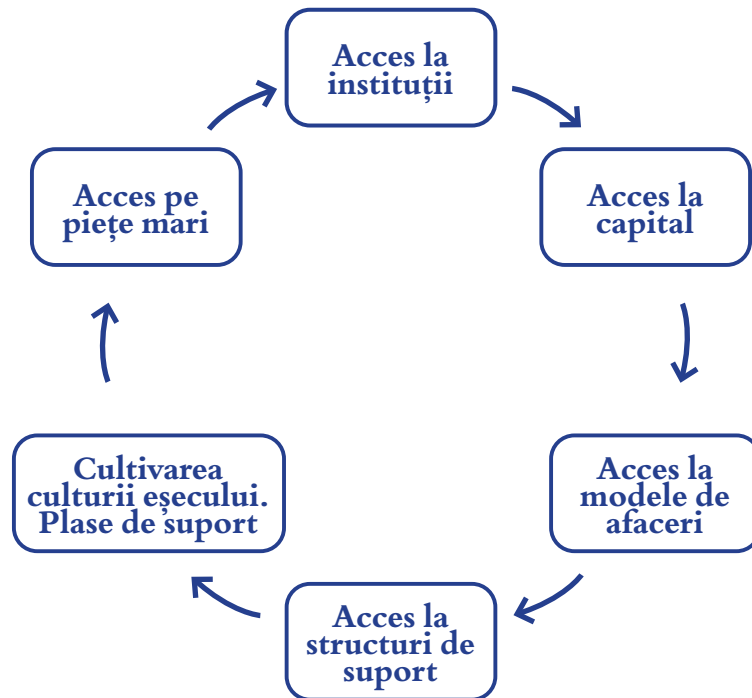 Acces la
instituții
Acces la
capital
Acces la
modele de
afaceri
Acces la
structuri de
suport
Cultivarea
culturii eșecului.
Plase de suport
Acces pe
piețe mari